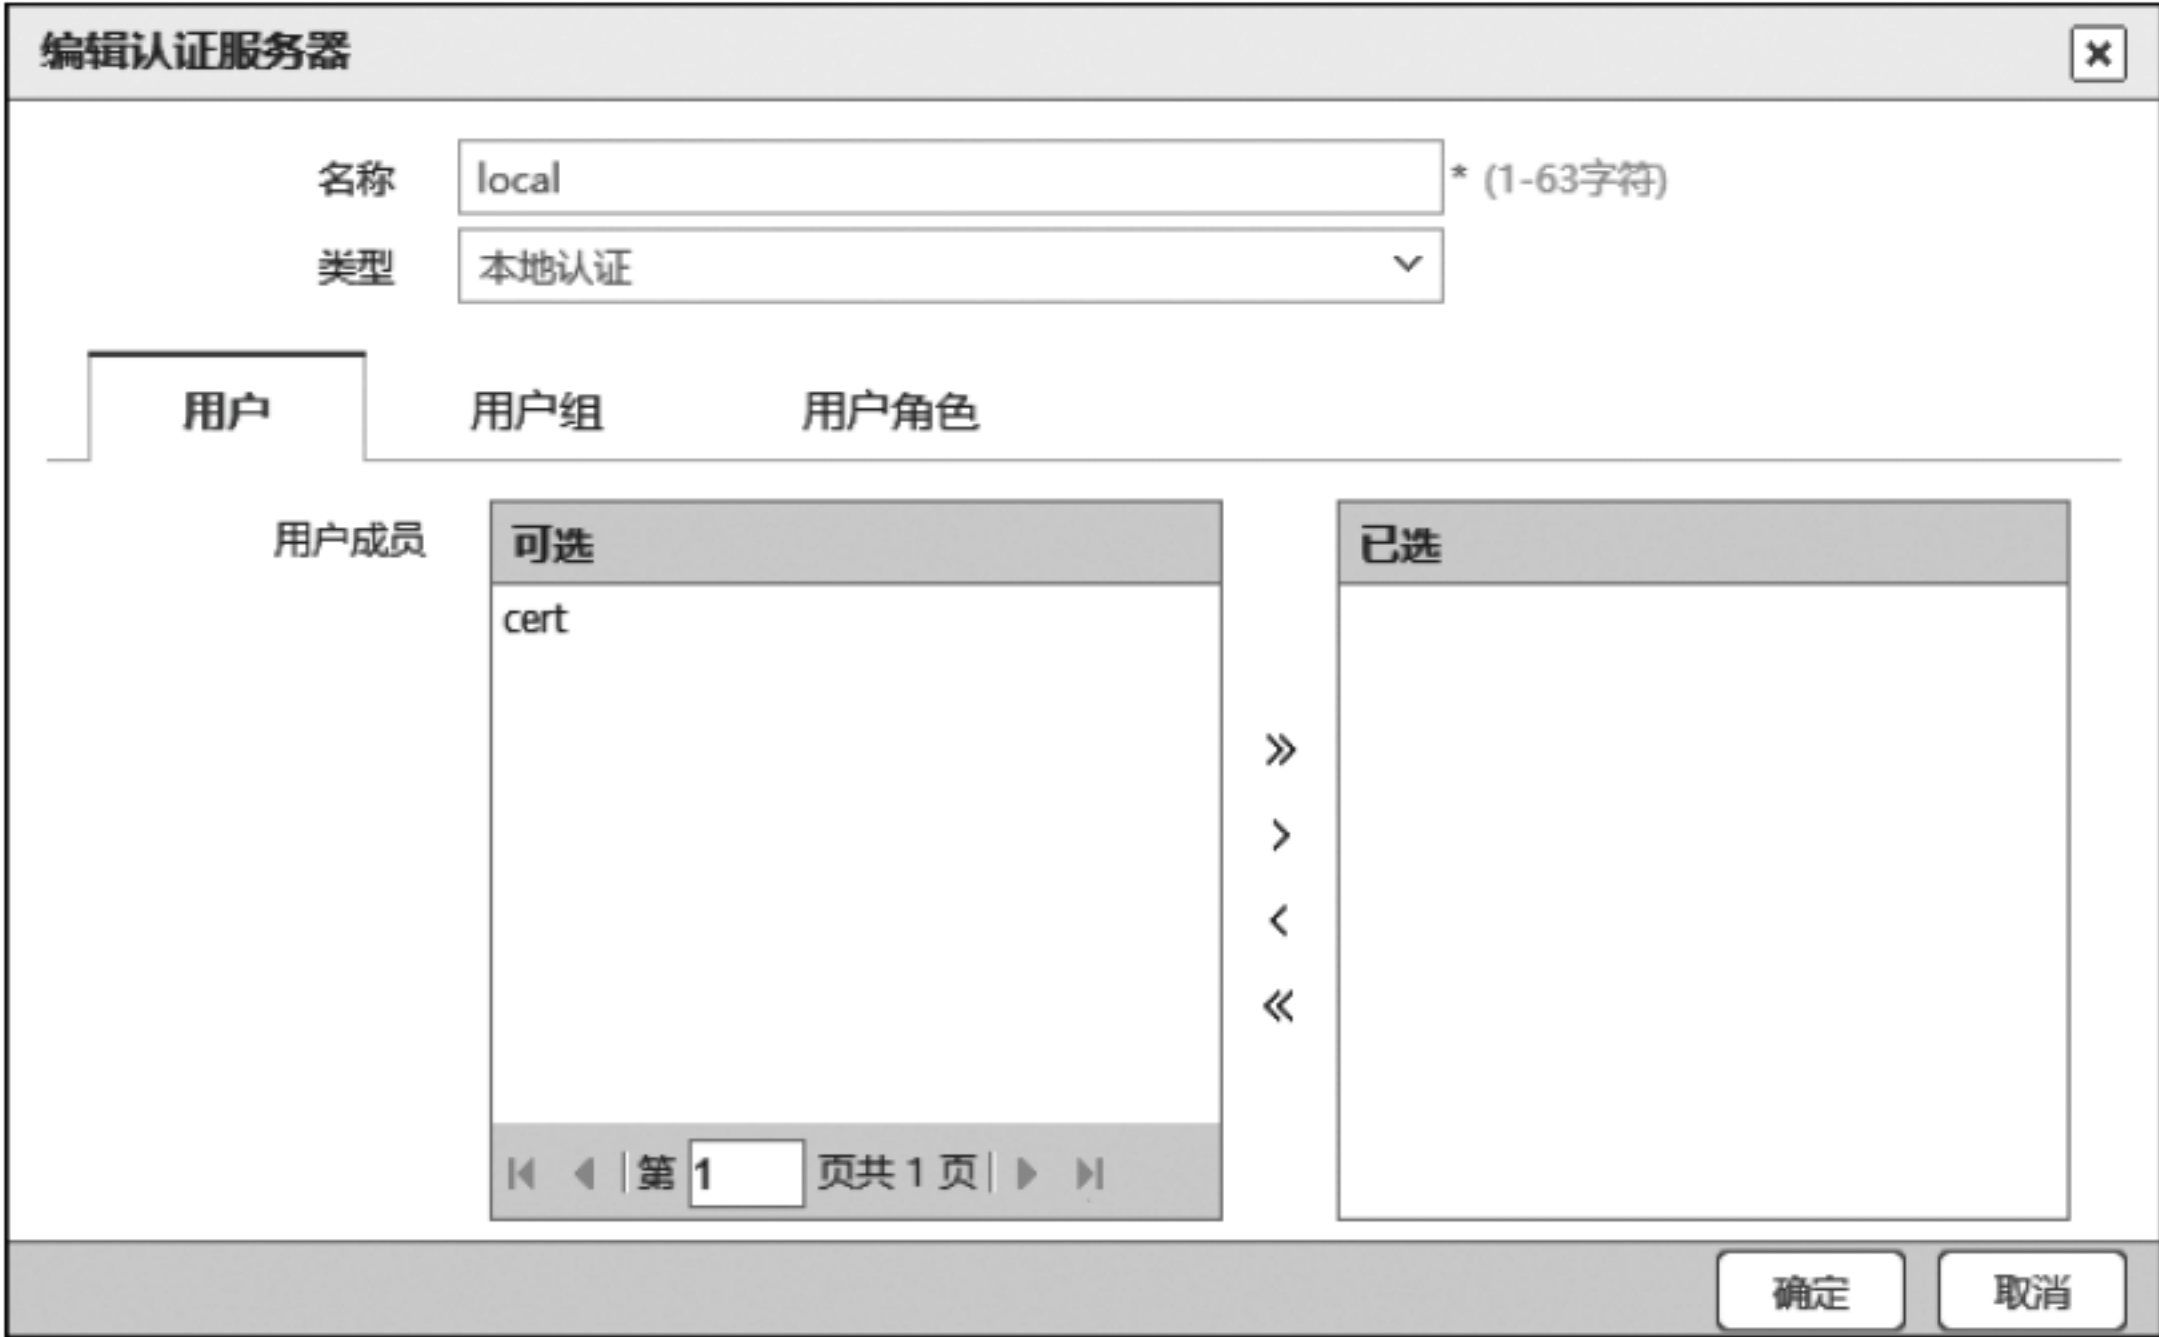 编辑认证服务器
名称 local * (1-63字符)
类型 本地认证
用户 用户组 用户角色
用户成员 可选 已选
cert
第 1 页共 1 页
确定 取消